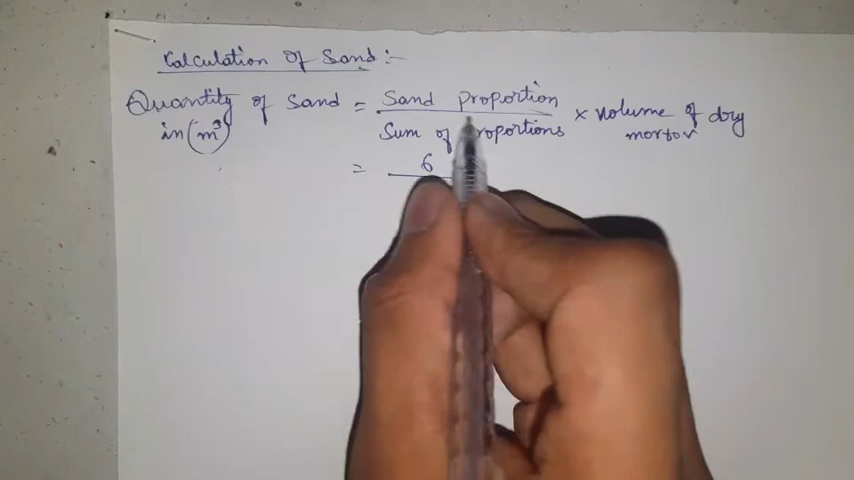 Calculation Of Sand:-
Quantity of Sand = Sand proportion / Sum of proportions × Volume of dry mortar
in (m³)
= 6